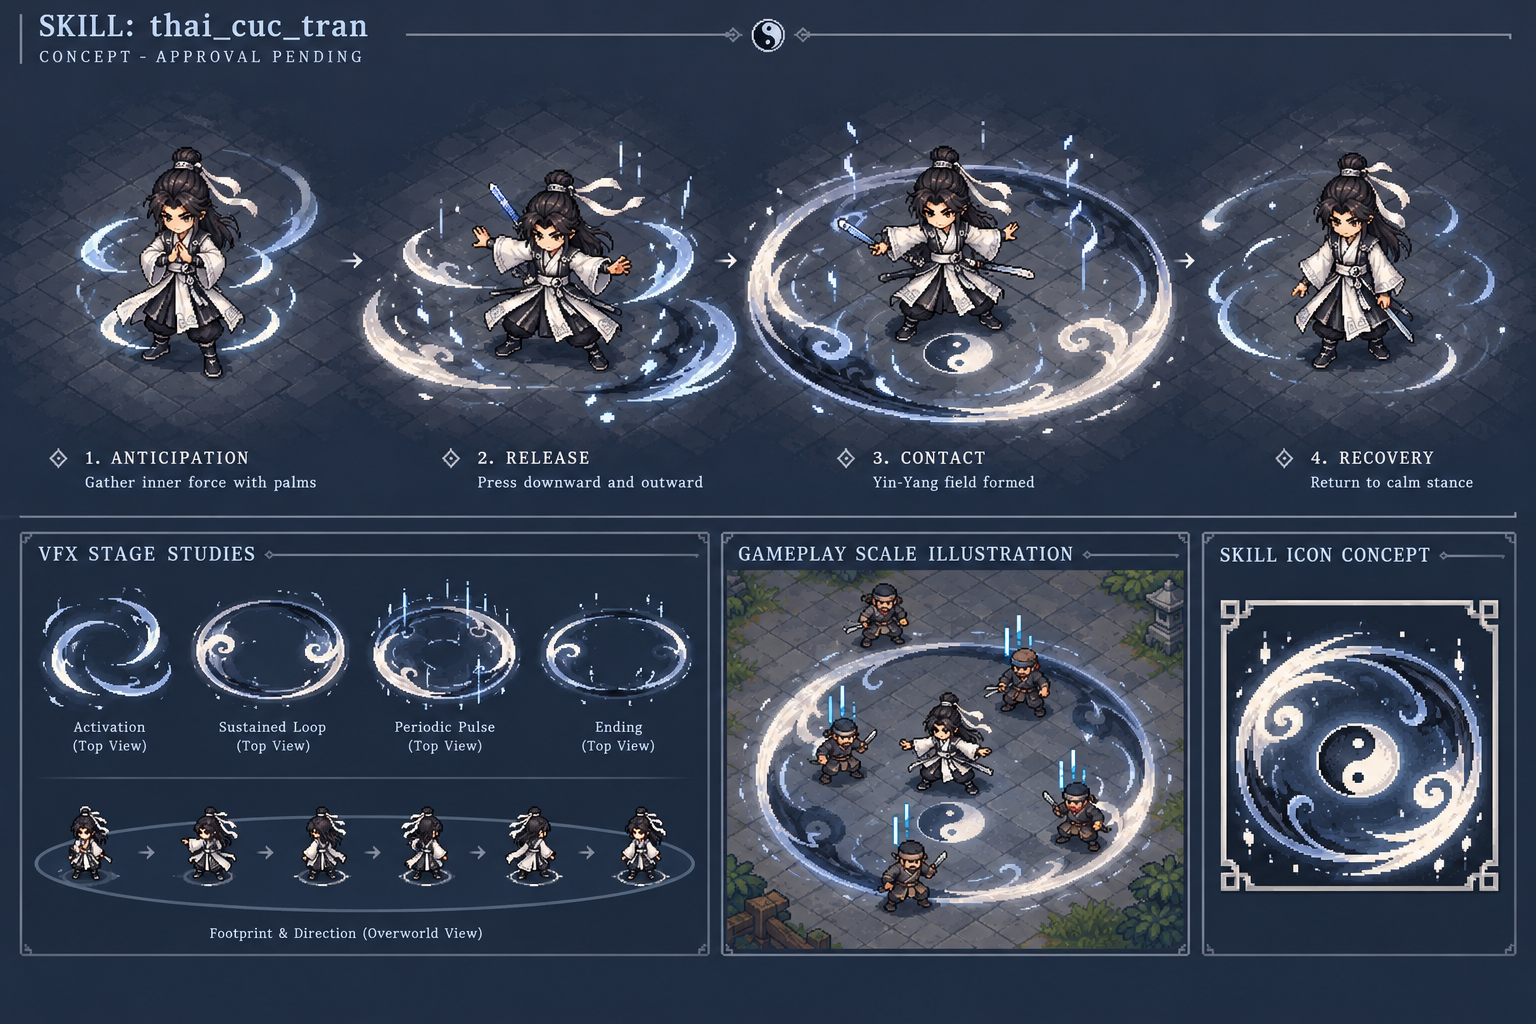 SKILL: thai_cuc_tran
CONCEPT - APPROVAL PENDING
1. ANTICIPATION
Gather inner force with palms
2. RELEASE
Press downward and outward
3. CONTACT
Yin-Yang field formed
4. RECOVERY
Return to calm stance
VFX STAGE STUDIES
Activation
(Top View)
Sustained Loop
(Top View)
Periodic Pulse
(Top View)
Ending
(Top View)
Footprint & Direction (Overworld View)
GAMEPLAY SCALE ILLUSTRATION
SKILL ICON CONCEPT